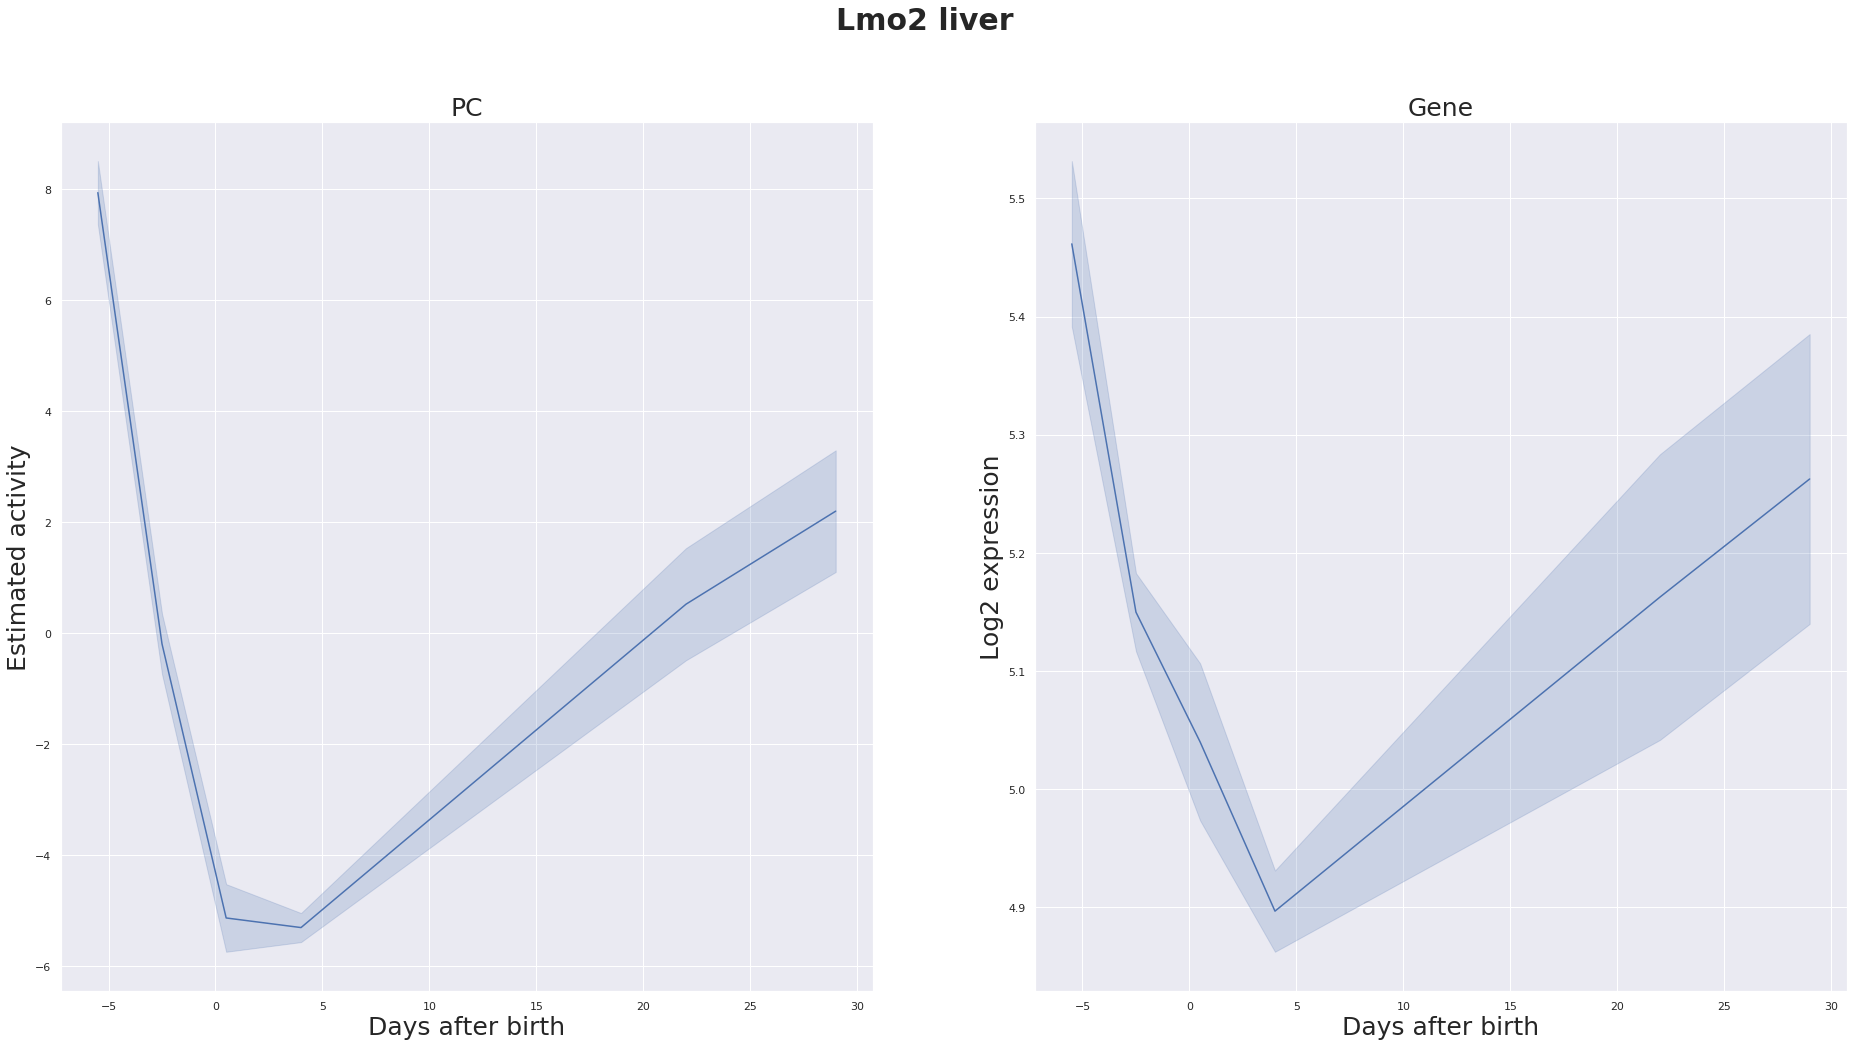 Lmo2 liver
PC
Estimated activity
8
6
4
2
0
−2
−4
−6
−5 0 5 10 15 20 25 30
Days after birth
Gene
Log2 expression
5.5
5.4
5.3
5.2
5.1
5.0
4.9
−5 0 5 10 15 20 25 30
Days after birth